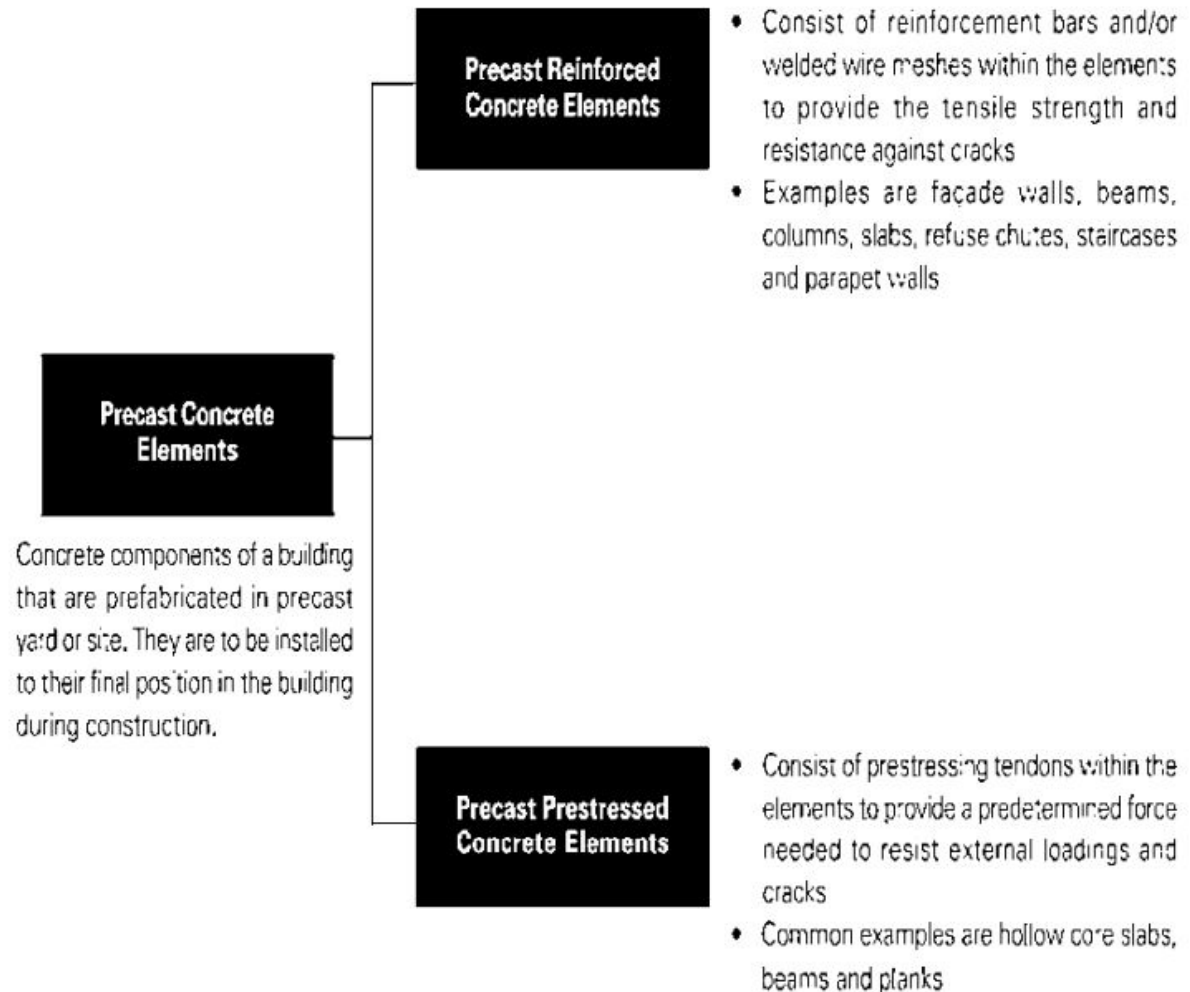 Precast Reinforced
Concrete Elements
• Consist of reinforcement bars and/or
welded wire meshes within the elements
to provide the tensile strength and
resistance against cracks
• Examples are façade walls, beams,
columns, slabs, refuse chutes, staircases
and parapet walls
Precast Concrete
Elements
Concrete components of a building
that are prefabricated in precast
yard or site. They are to be installed
to their final position in the building
during construction.
Precast Prestressed
Concrete Elements
• Consist of prestressing tendons within the
elements to provide a predetermined force
needed to resist external loadings and
cracks
• Common examples are hollow core slabs,
beams and planks